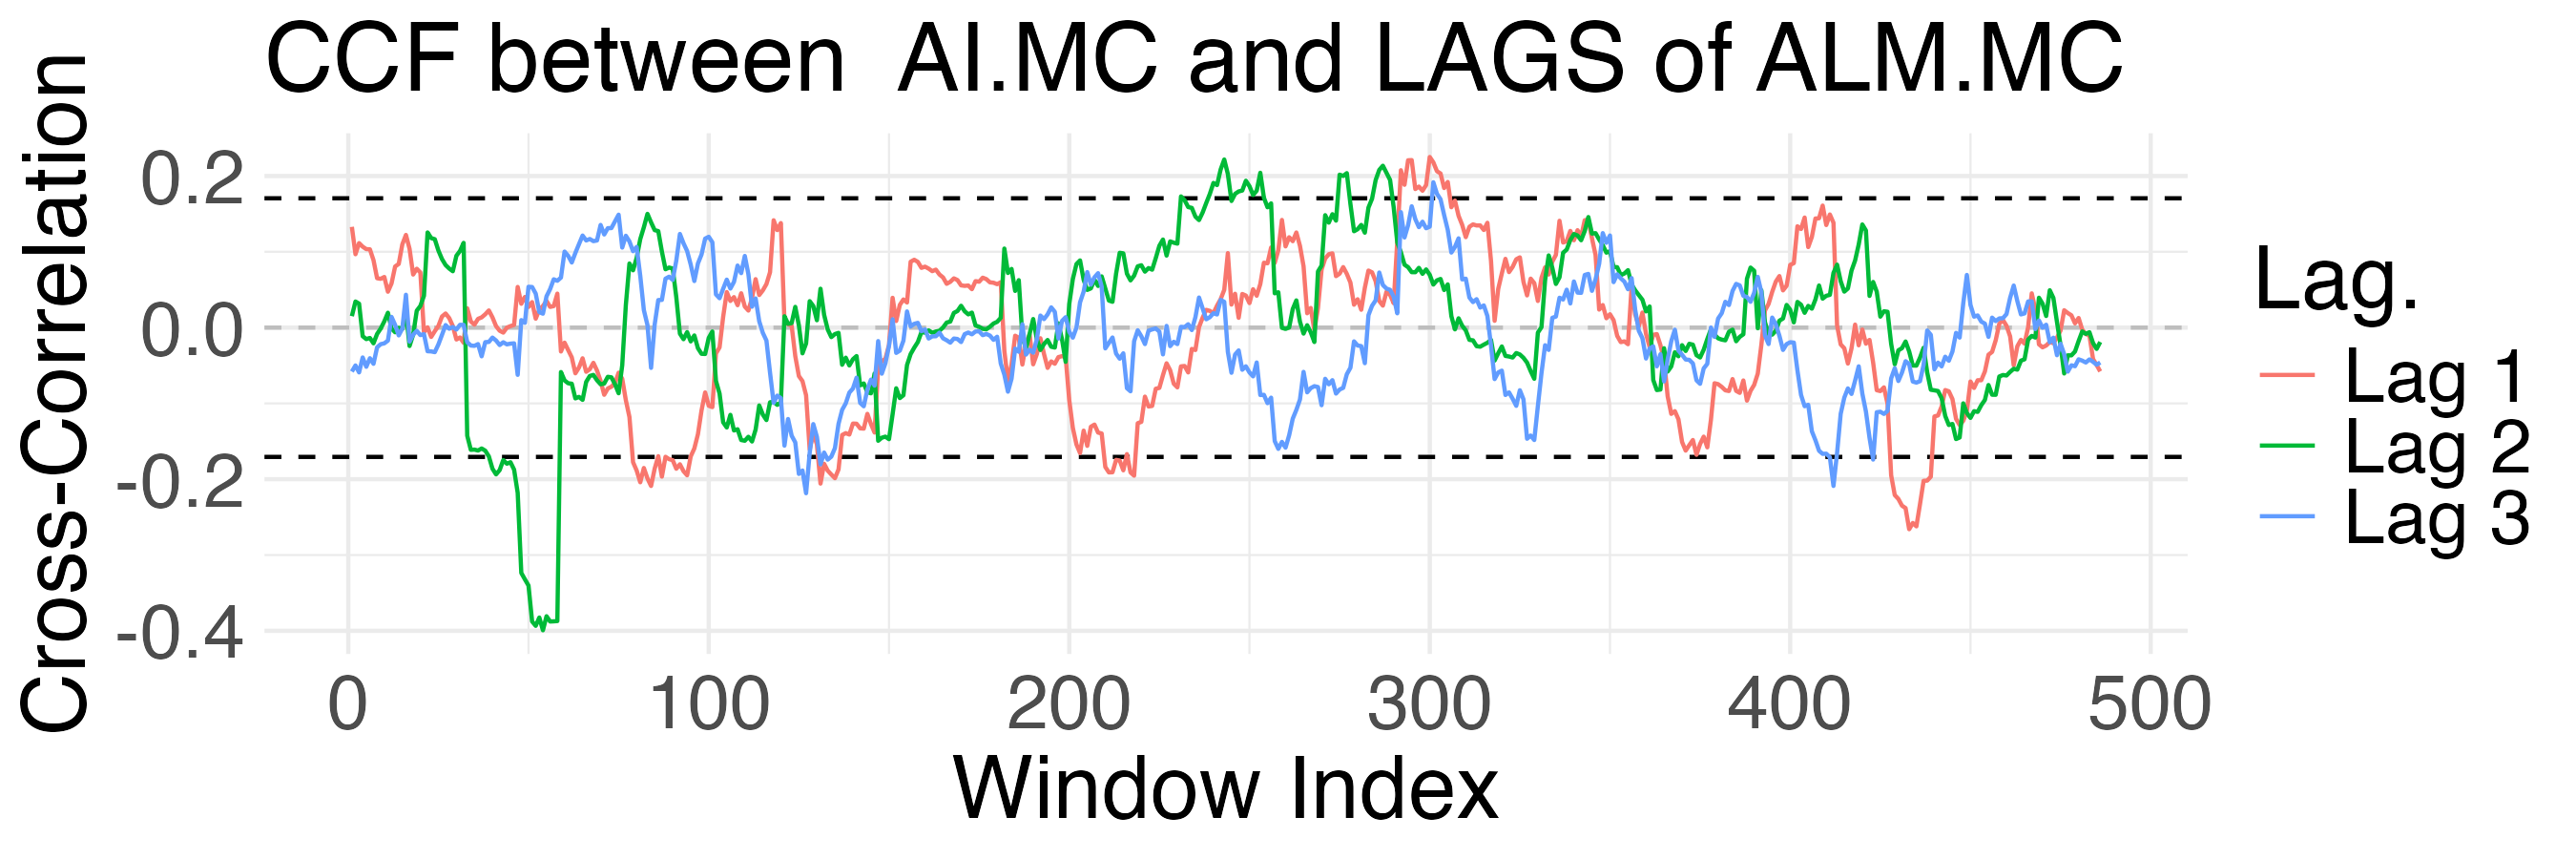 CCF between  AI.MC and LAGS of ALM.MC
Cross-Correlation
0.2
0.0
-0.2
-0.4
0 100 200 300 400 500
Window Index
Lag.
Lag 1
Lag 2
Lag 3